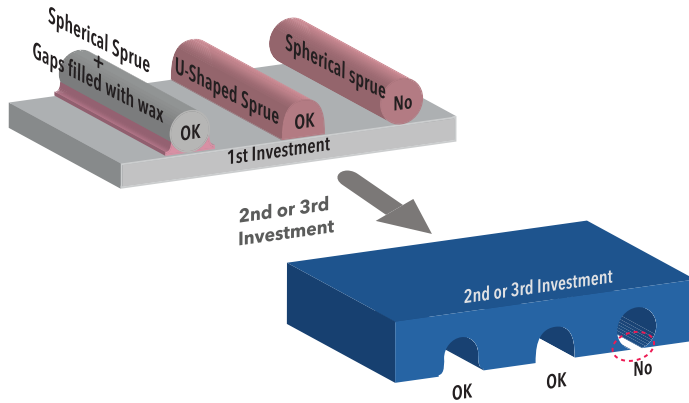 Spherical Sprue
+
Gaps filled with wax
OK
U-Shaped Sprue
OK
Spherical sprue
No
1st Investment
2nd or 3rd
Investment
2nd or 3rd Investment
OK
OK
No